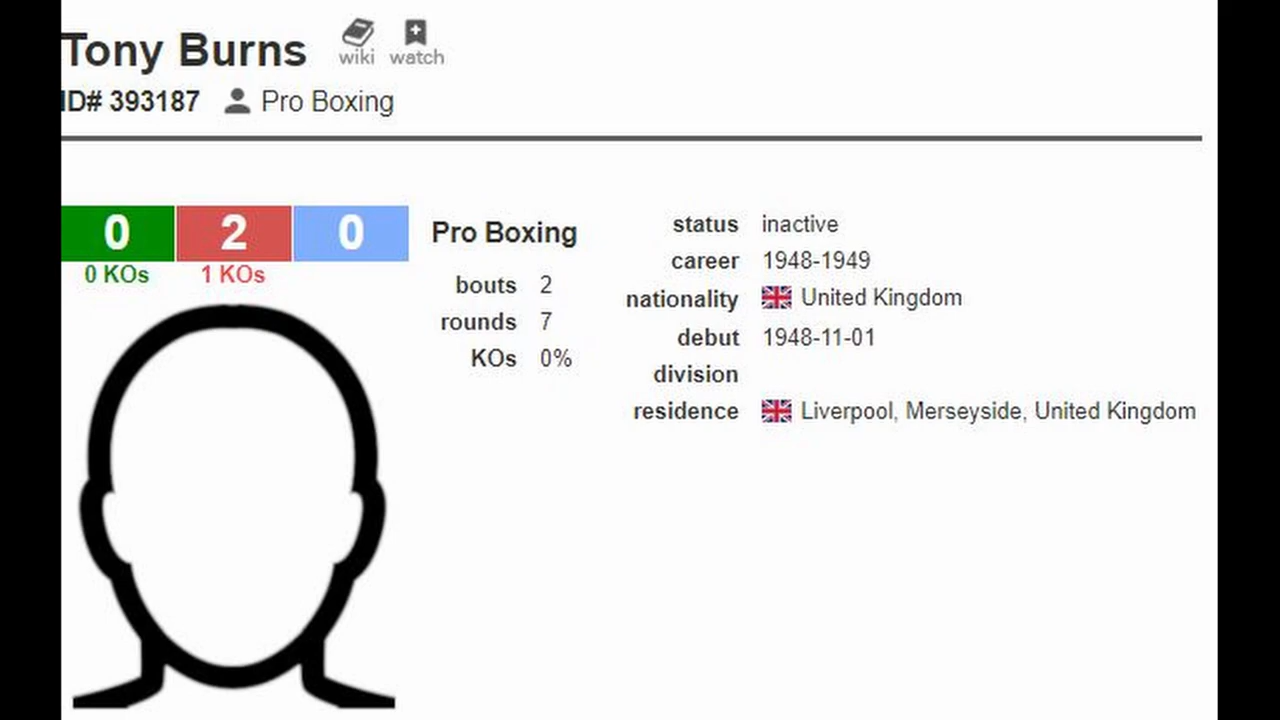 Tony Burns wiki watch
ID# 393187 Pro Boxing
0 2 0
0 KOs 1 KOs
Pro Boxing
bouts 2
rounds 7
KOs 0%
status inactive
career 1948-1949
nationality United Kingdom
debut 1948-11-01
division
residence Liverpool, Merseyside, United Kingdom